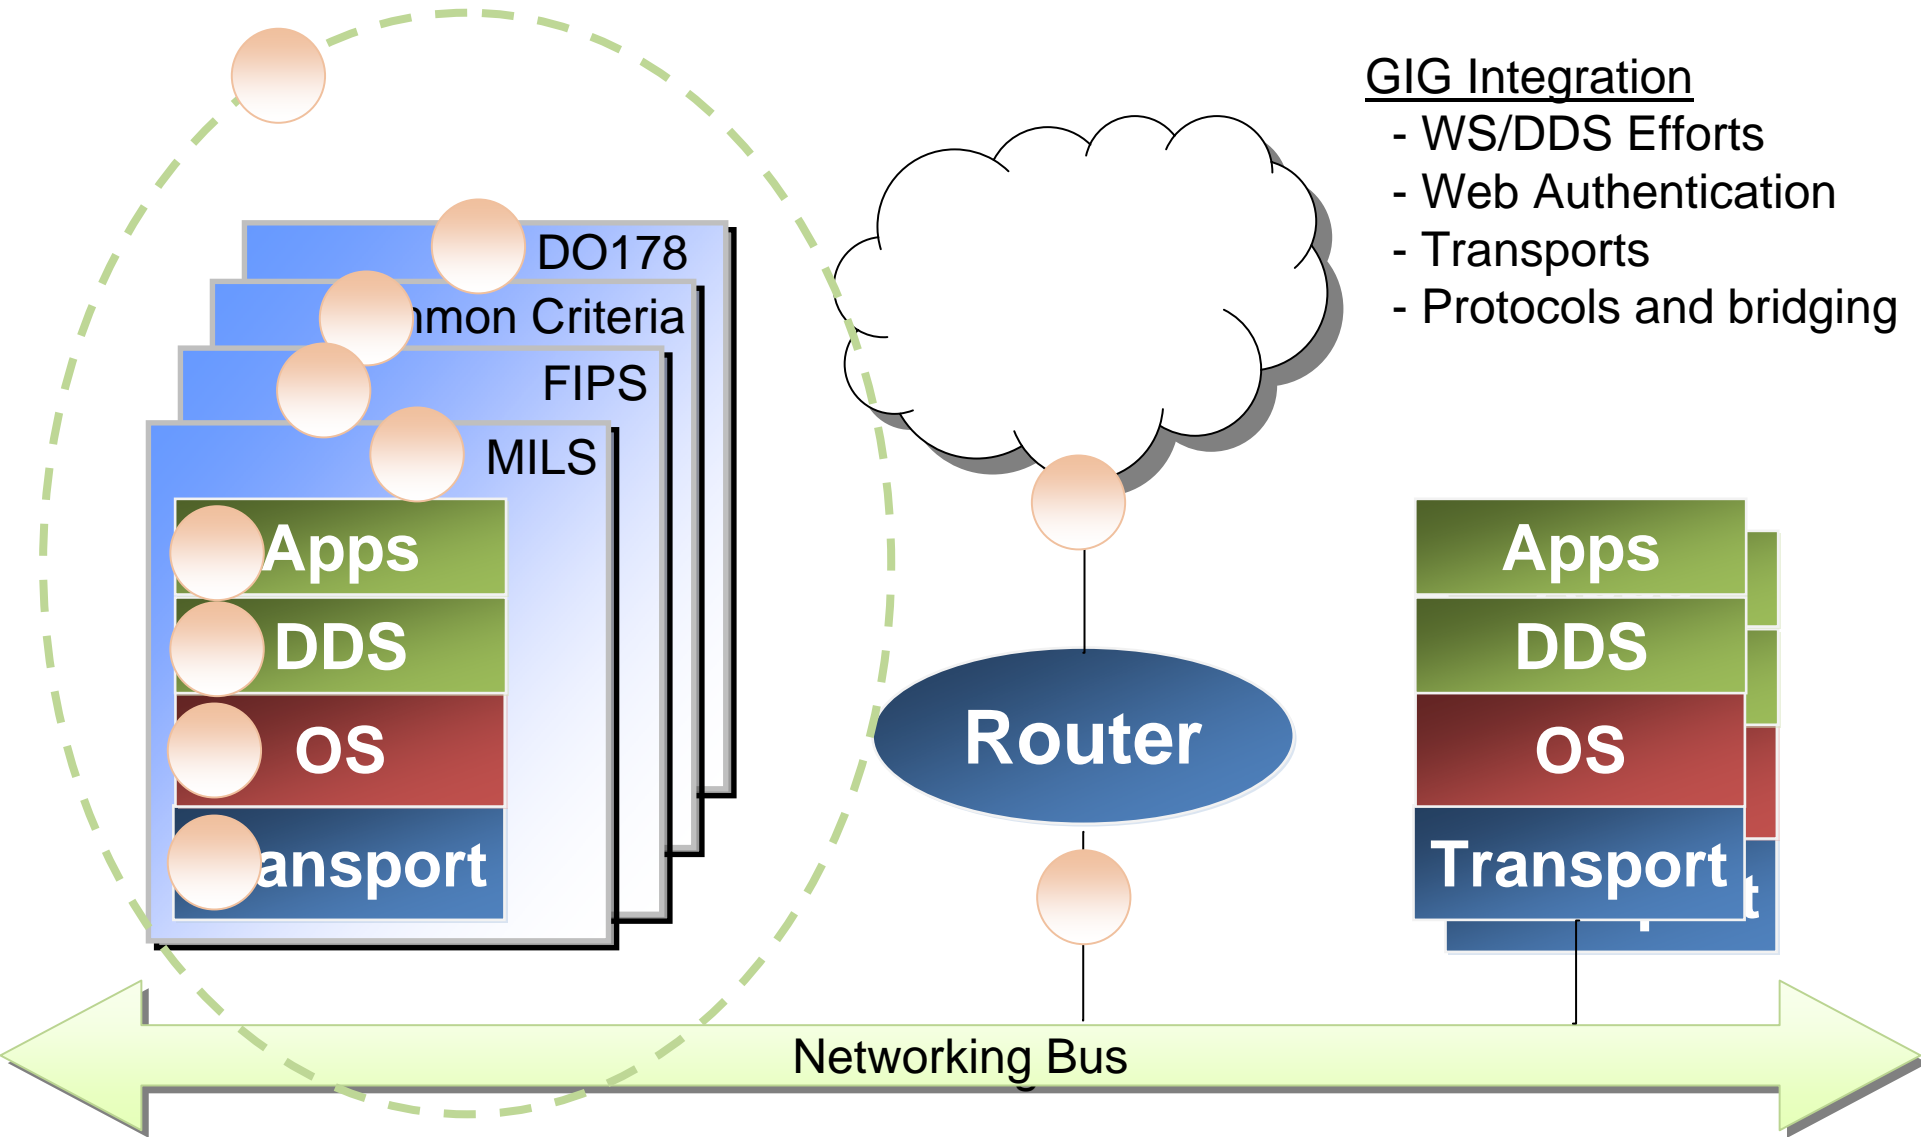 GIG Integration
- WS/DDS Efforts
- Web Authentication
- Transports
- Protocols and bridging
DO178
mmon Criteria
FIPS
MILS
Apps
DDS
OS
ansport
Router
Apps
DDS
OS
Transport
Networking Bus